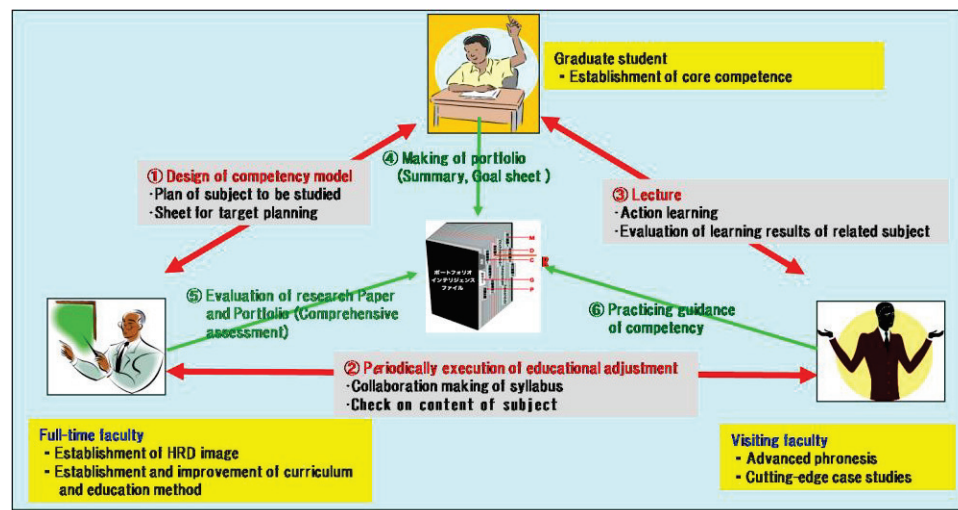 Graduate student
- Establishment of core competence
④ Making of portfolio
(Summary, Goal sheet )
① Design of competency model
·Plan of subject to be studied
·Sheet for target planning
③ Lecture
·Action learning
·Evaluation of learning results of related subject
ポートフォリオ
インテリジェンス
ファイル
M
D
C
P
⑤ Evaluation of research Paper
and Portfolio (Comprehensive
assessment)
⑥ Practicing guidance
of competency
② Periodically execution of educational adjustment
·Collaboration making of syllabus
·Check on content of subject
Full-time faculty
- Establishment of HRD image
- Establishment and improvement of curriculum
and education method
Visiting faculty
- Advanced phronesis
- Cutting-edge case studies